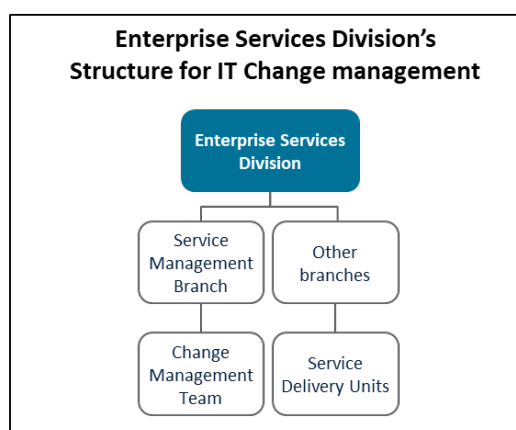 Enterprise Services Division’s
Structure for IT Change management
Enterprise Services
Division
Service
Management
Branch
Other
branches
Change
Management
Team
Service
Delivery Units